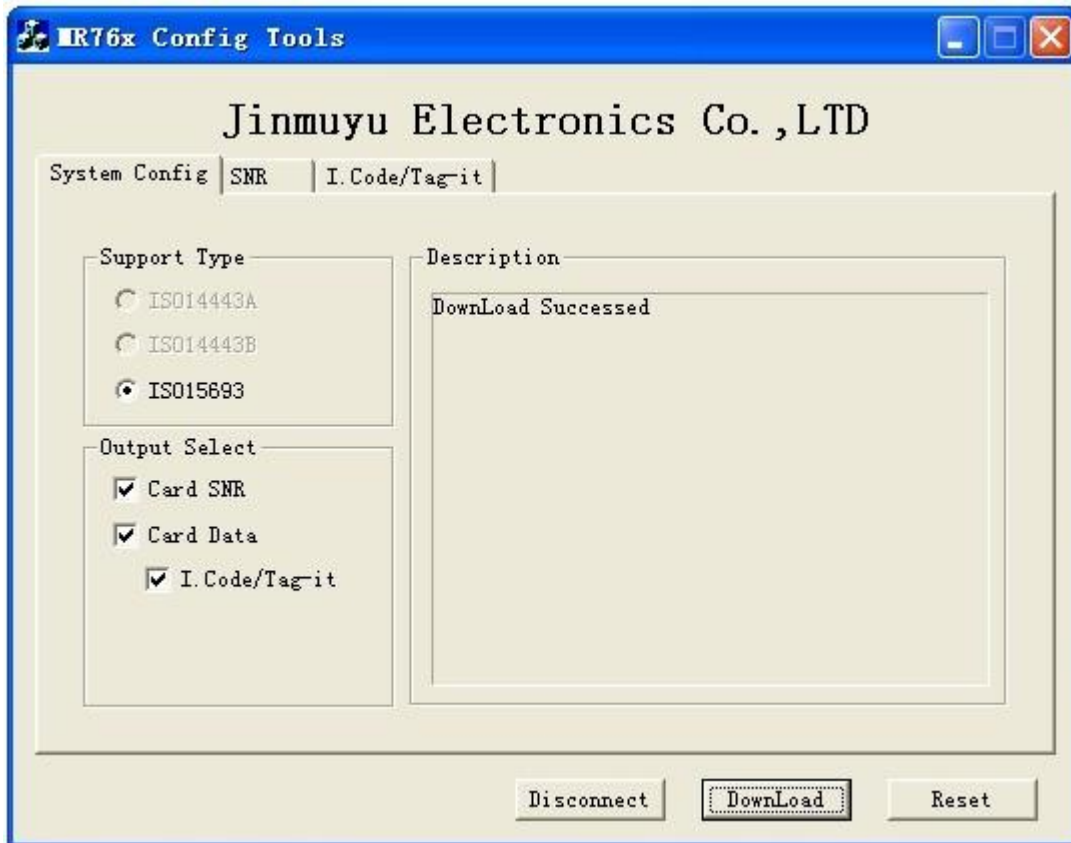 MR76x Config Tools
Jinmuyu Electronics Co.,LTD
System Config SNR I.Code/Tag-it
Support Type
ISO14443A
ISO14443B
ISO15693
Output Select
Card SNR
Card Data
I.Code/Tag-it
Description
DownLoad Successed
Disconnect DownLoad Reset